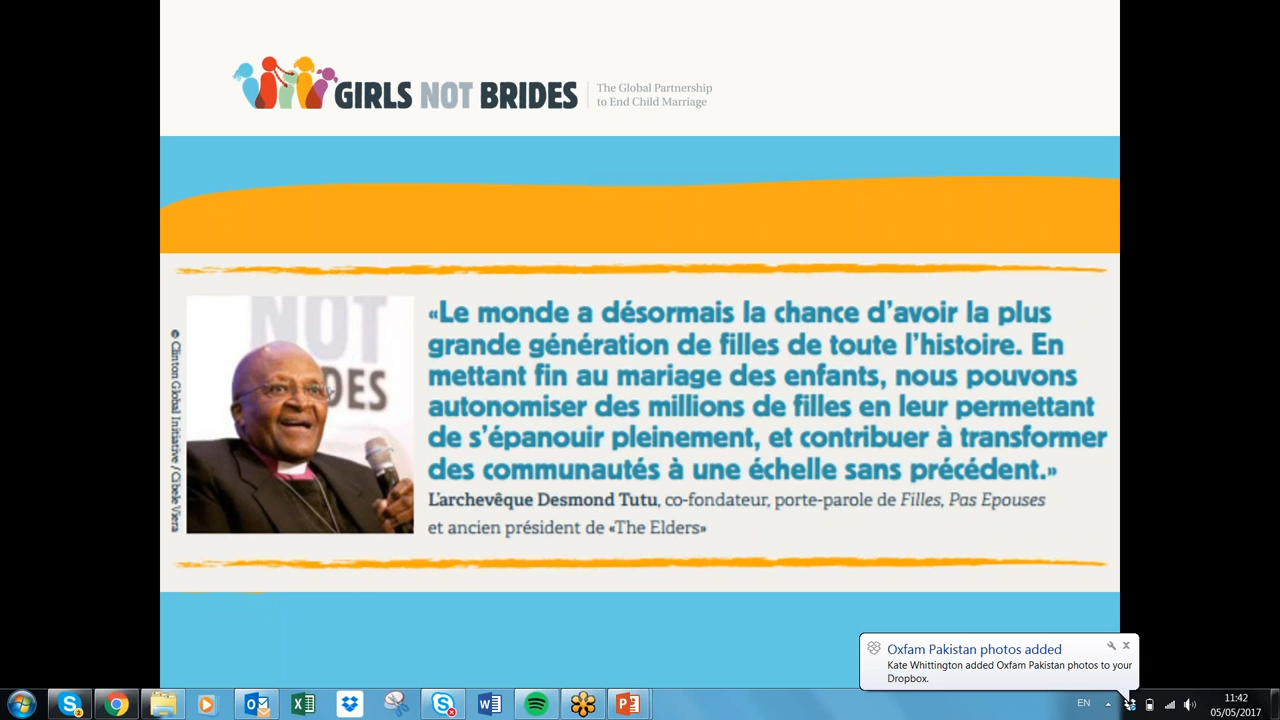 GIRLS NOT BRIDES
The Global Partnership
to End Child Marriage
NOT
DES
© Clinton Global Initiative / Cibele Viera
«Le monde a désormais la chance d’avoir la plus
grande génération de filles de toute l’histoire. En
mettant fin au mariage des enfants, nous pouvons
autonomiser des millions de filles en leur permettant
de s’épanouir pleinement, et contribuer à transformer
des communautés à une échelle sans précédent.»
L’archevêque Desmond Tutu, co-fondateur, porte-parole de Filles, Pas Epouses
et ancien président de «The Elders»
Oxfam Pakistan photos added
Kate Whittington added Oxfam Pakistan photos to your
Dropbox.
EN
11:42
05/05/2017